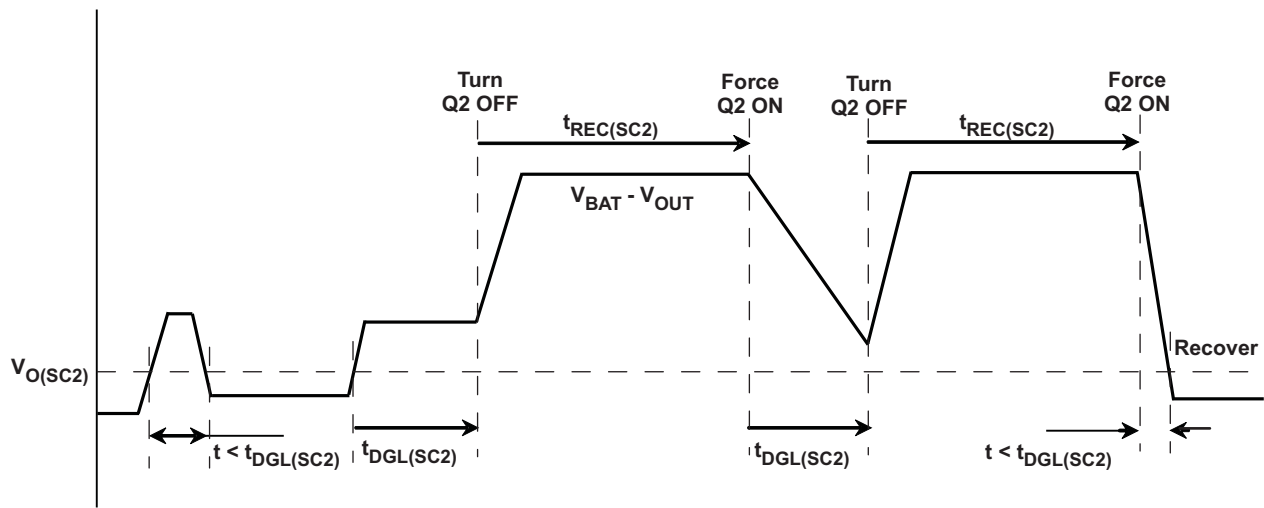 Turn
Q2 OFF
Force
Q2 ON
Turn
Q2 OFF
Force
Q2 ON
tREC(SC2)
tREC(SC2)
VBAT - VOUT
VO(SC2)
Recover
t < tDGL(SC2)
tDGL(SC2)
tDGL(SC2)
t < tDGL(SC2)